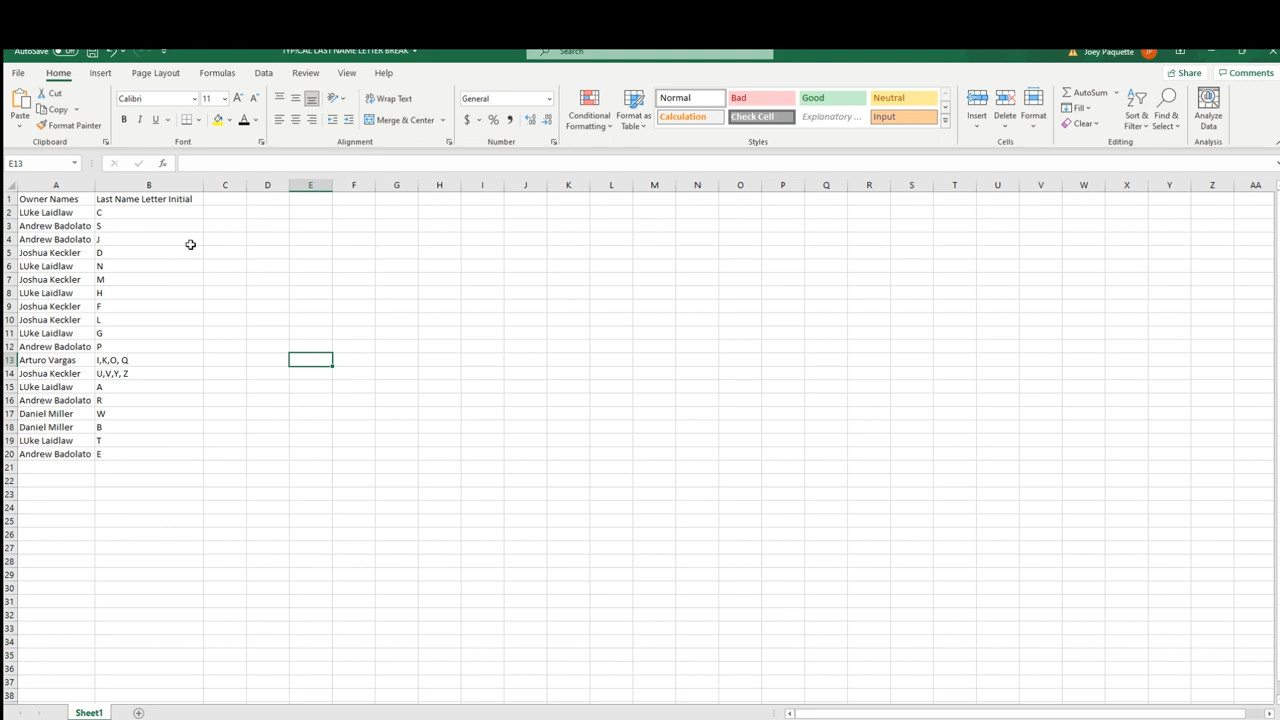 AutoSave Off TYPICAL LAST NAME LETTER BREAK Search Joey Paquette JP
File Home Insert Page Layout Formulas Data Review View Help Share Comments
Paste Cut Copy Format Painter Clipboard
Calibri 11 B I U Font
Wrap Text Merge & Center Alignment
General $ % Number
Conditional Formatting Format as Table Normal Bad Good Neutral
Calculation Check Cell Explanatory ... Input Styles
Insert Delete Format Cells
AutoSum Fill Clear Sort & Filter Find & Select Editing
Analyze Data Analysis
E13 fx
A B C D E F G H I J K L M N O P Q R S T U V W X Y Z AA
1 Owner Names Last Name Letter Initial
2 LUke Laidlaw C
3 Andrew Badolato S
4 Andrew Badolato J
5 Joshua Keckler D
6 LUke Laidlaw N
7 Joshua Keckler M
8 LUke Laidlaw H
9 Joshua Keckler F
10 Joshua Keckler L
11 LUke Laidlaw G
12 Andrew Badolato P
13 Arturo Vargas I,K,O, Q
14 Joshua Keckler U,V,Y, Z
15 LUke Laidlaw A
16 Andrew Badolato R
17 Daniel Miller W
18 Daniel Miller B
19 LUke Laidlaw T
20 Andrew Badolato E
21
22
23
24
25
26
27
28
29
30
31
32
33
34
35
36
37
38
Sheet1